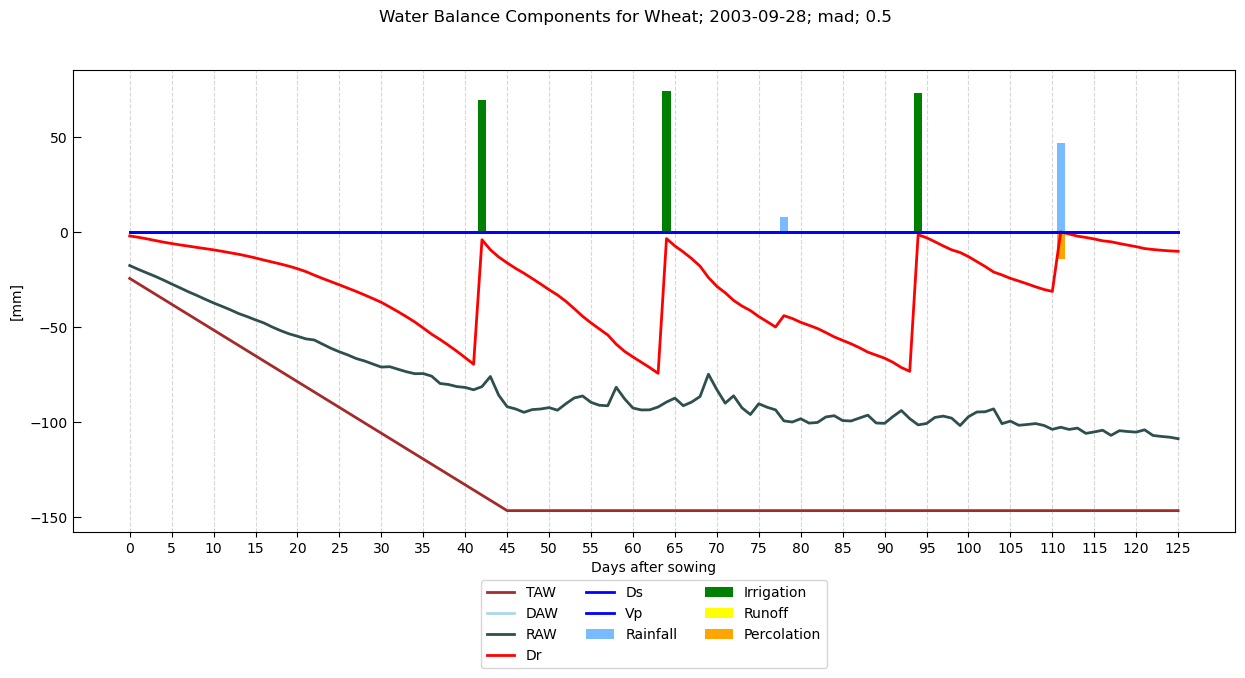 Water Balance Components for Wheat; 2003-09-28; mad; 0.5
50
0
−50
−100
−150
[mm]
0 5 10 15 20 25 30 35 40 45 50 55 60 65 70 75 80 85 90 95 100 105 110 115 120 125
Days after sowing
TAW Ds Irrigation
DAW Vp Runoff
RAW Rainfall Percolation
Dr